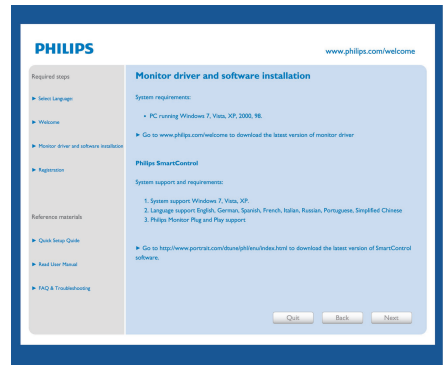 PHILIPS
www.philips.com/welcome
Required steps
Select Language:
Welcome
Monitor driver and software installation
Registration
Reference materials
Quick Setup Guide
Read User Manual
FAQ & Troubleshooting
Monitor driver and software installation
System requirements:
• PC running Windows 7, Vista, XP, 2000, 98.
Go to www.philips.com/welcome to download the latest version of monitor driver
Philips SmartControl
System support and requirements:
1. System support Windows 7, Vista, XP.
2. Language support English, German, Spanish, French, Italian, Russian, Portuguese, Simplified Chinese
3. Philips Monitor Plug and Play support
Go to http://www.portrait.com/dtune/phl/enu/index.html to download the latest version of SmartControl
software.
Quit
Back
Next